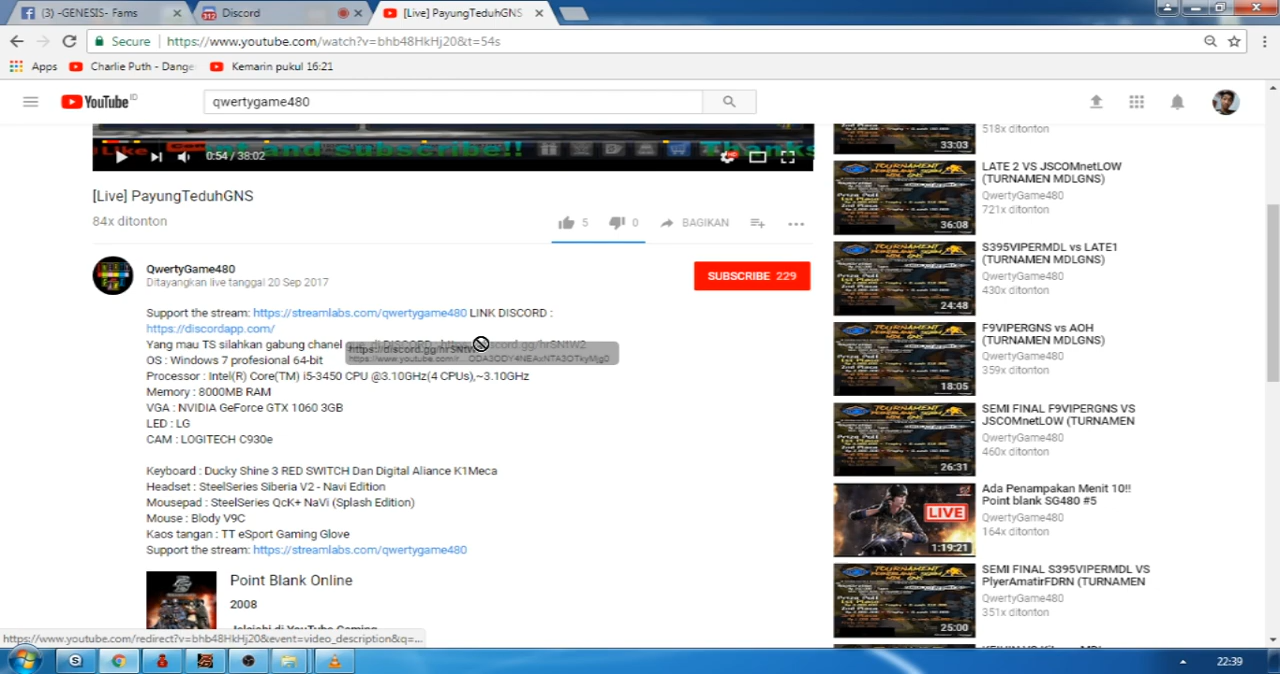 (3) -GENESIS- Fams
Discord
[Live] PayungTeduhGNS
Secure
https://www.youtube.com/watch?v=bhb48HkHj20&t=54s
Apps
Charlie Puth - Dange
Kemarin pukul 16:21
YouTube ID
qwertygame480
and subscribe!!
0:54 / 38:02
[Live] PayungTeduhGNS
84x ditonton
5
0
BAGIKAN
QwertyGame480
Ditayangkan live tanggal 20 Sep 2017
SUBSCRIBE 229
Support the stream: https://streamlabs.com/qwertygame480 LINK DISCORD :
https://discordapp.com/
Yang mau TS silahkan gabung chanel
OS : Windows 7 profesional 64-bit
Processor : Intel(R) Core(TM) i5-3450 CPU @3.10GHz(4 CPUs),~3.10GHz
Memory : 8000MB RAM
VGA : NVIDIA GeForce GTX 1060 3GB
LED : LG
CAM : LOGITECH C930e
Keyboard : Ducky Shine 3 RED SWITCH Dan Digital Aliance K1Meca
Headset : SteelSeries Siberia V2 - Navi Edition
Mousepad : SteelSeries QcK+ NaVi (Splash Edition)
Mouse : Blody V9C
Kaos tangan : TT eSport Gaming Glove
Support the stream: https://streamlabs.com/qwertygame480
Point Blank Online
2008
518x ditonton
33:03
LATE 2 VS JSCOMnetLOW
(TURNAMEN MDLGNS)
QwertyGame480
721x ditonton
36:08
S395VIPERMDL vs LATE1
(TURNAMEN MDLGNS)
QwertyGame480
430x ditonton
24:48
F9VIPERGNS vs AOH
(TURNAMEN MDLGNS)
QwertyGame480
359x ditonton
18:05
SEMI FINAL F9VIPERGNS VS
JSCOMnetLOW (TURNAMEN
QwertyGame480
460x ditonton
26:31
Ada Penampakan Menit 10!!
Point blank SG480 #5
QwertyGame480
164x ditonton
LIVE
1:19:21
SEMI FINAL S395VIPERMDL VS
PlyerAmatirFDRN (TURNAMEN
QwertyGame480
351x ditonton
25:00
https://www.youtube.com/redirect?v=bhb48HkHj20&event=video_description&q=...
22:39